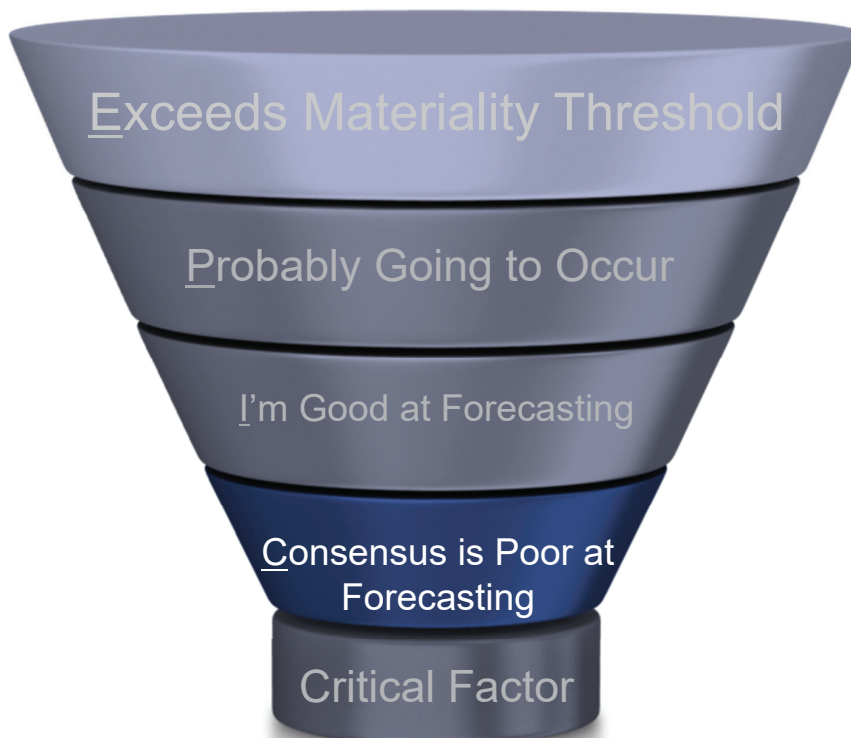 Exceeds Materiality Threshold
Probably Going to Occur
I'm Good at Forecasting
Consensus is Poor at
Forecasting
Critical Factor